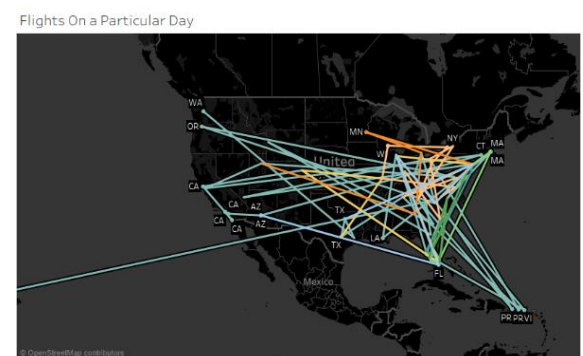 Flights On a Particular Day
WA
OR
MN
NY
CT
MA
MA
W
United
CA
CA
AZ
TX
CA
CA
AZ
TX
LA
FL
Mexico
PR
PR
VI
© OpenStreetMap contributors